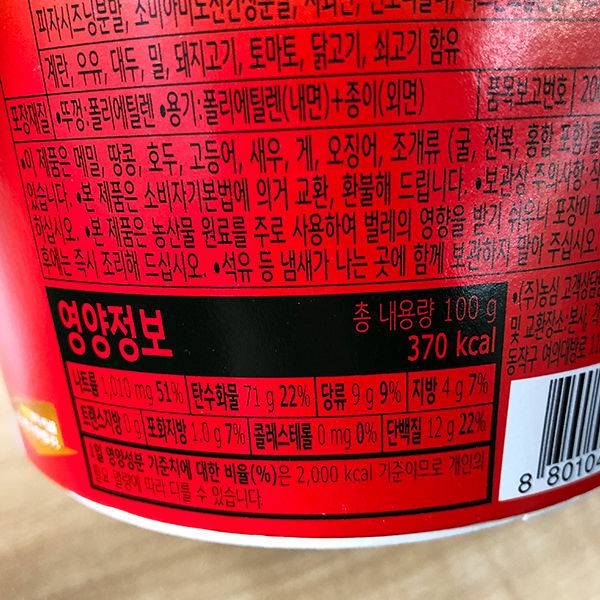 피자시즈닝분말,
계란, 우유, 대두, 밀, 돼지고기, 토마토, 닭고기, 쇠고기 함유
포장재질 •뚜껑:폴리에틸렌 •용기:폴리에틸렌(내면)+종이(외면) 품목보고번호 200
•이 제품은 메밀, 땅콩, 호두, 고등어, 새우, 게, 오징어, 조개류 (굴, 전복, 홍합 포함)를
있습니다. •본 제품은 소비자기본법에 의거 교환, 환불해 드립니다. •보관상 주의사항:직
하십시오. •본 제품은 농산물 원료를 주로 사용하여 벌레의 영향을 받기 쉬우니 포장이
후에는 즉시 조리해 드십시오. •석유 등 냄새가 나는 곳에 함께 보관하지 말아 주십시오.
•(주)농심 고객상담
및 교환장소:본사, 각
동작구 여의대방로 1
영양정보 총 내용량 100 g
370 kcal
나트륨 1,010 mg 51% 탄수화물 71 g 22% 당류 9 g 9% 지방 4 g 7%
트랜스지방 0 g 포화지방 1.0 g 7% 콜레스테롤 0 mg 0% 단백질 12 g 22%
1일 영양성분 기준치에 대한 비율(%)은 2,000 kcal 기준이므로 개인의
필요 열량에 따라 다를 수 있습니다.
8 80104